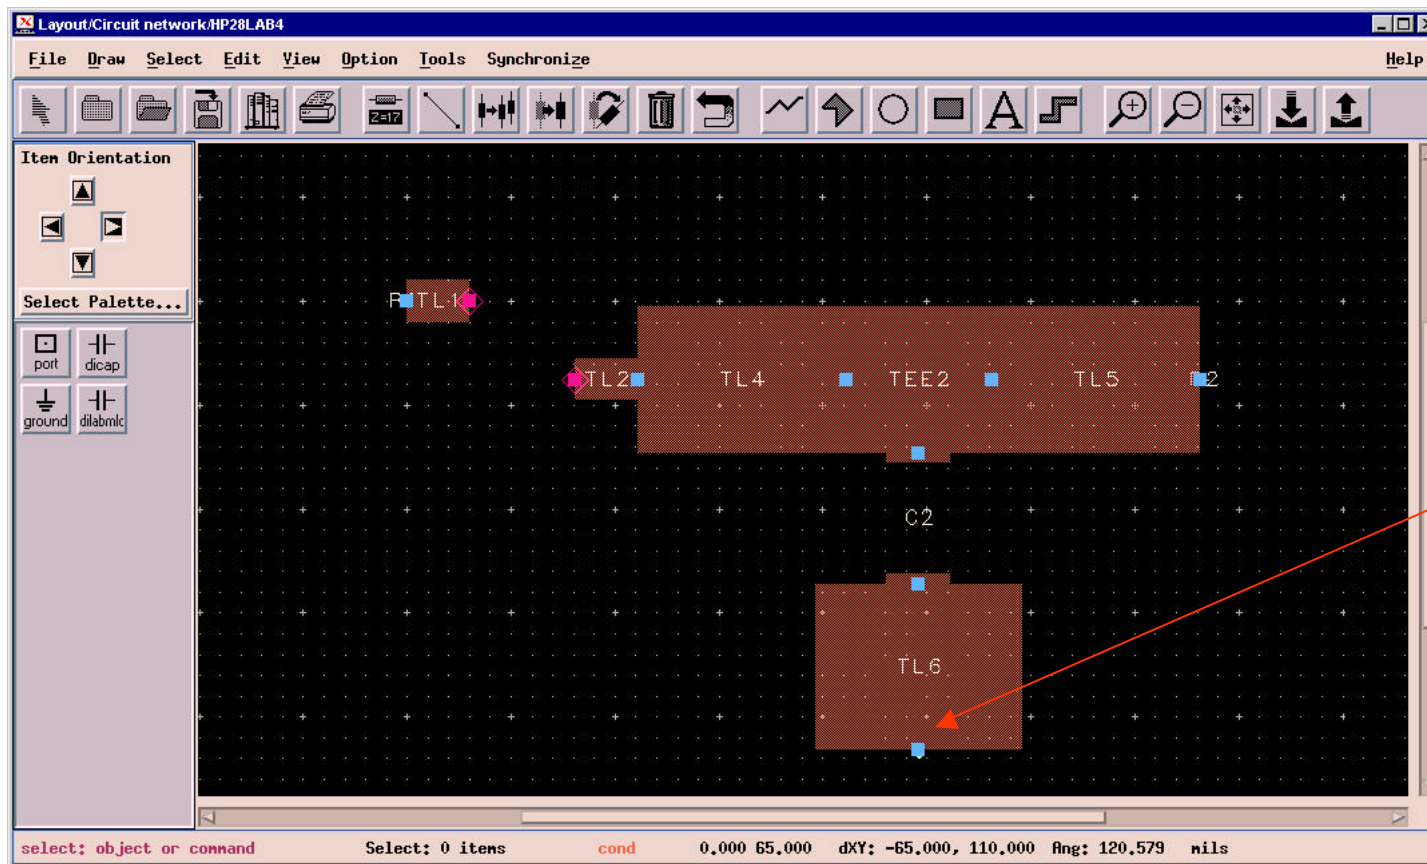 Layout/Circuit network/HP28LAB4
File Draw Select Edit View Option Tools Synchronize Help
Z=17
A
Item Orientation
Select Palette...
port dicap
ground dilabmlc
TL1
TL2 TL4 TEE2 TL5
C2
TL6
select: object or command Select: 0 items cond 0.000 65.000 dXY: -65.000, 110.000 Ang: 120.579 mils